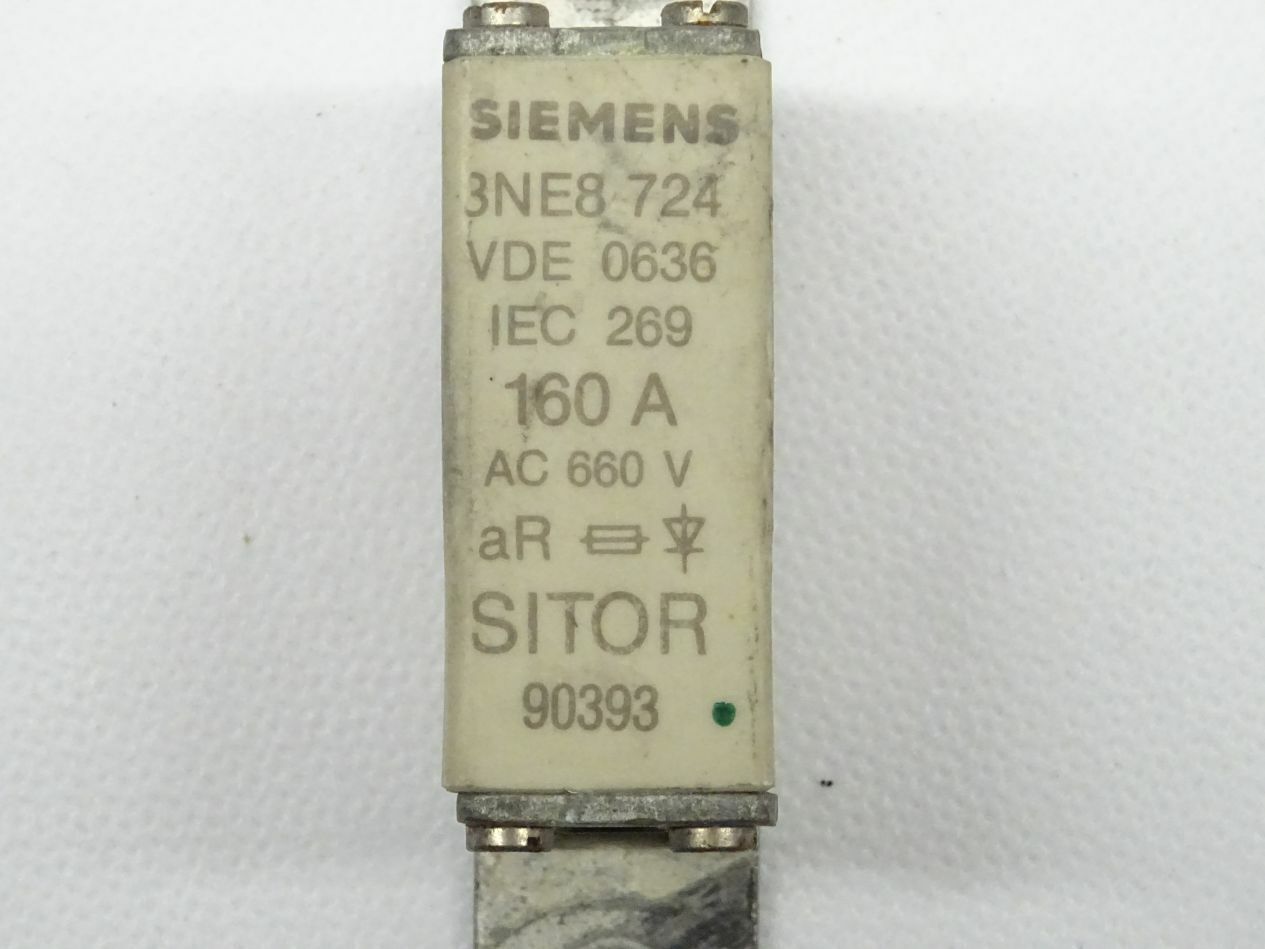 SIEMENS
3NE8 724
VDE 0636
IEC 269
160 A
AC 660 V
aR
SITOR
90393